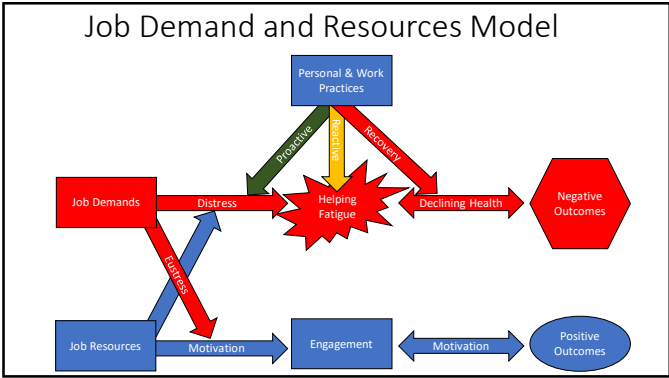 Job Demand and Resources Model
Personal & Work
Practices
Proactive
Reactive
Recovery
Job Demands
Distress
Helping
Fatigue
Declining Health
Negative
Outcomes
Eustress
Job Resources
Motivation
Engagement
Motivation
Positive
Outcomes